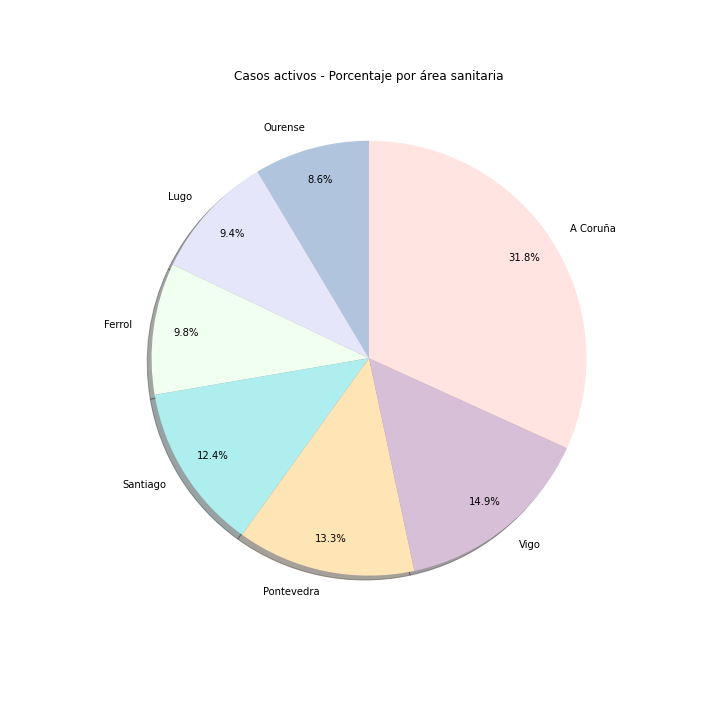 Casos activos - Porcentaje por área sanitaria
Ourense
8.6%
Lugo
9.4%
A Coruña
31.8%
Ferrol
9.8%
Santiago
12.4%
Vigo
14.9%
Pontevedra
13.3%